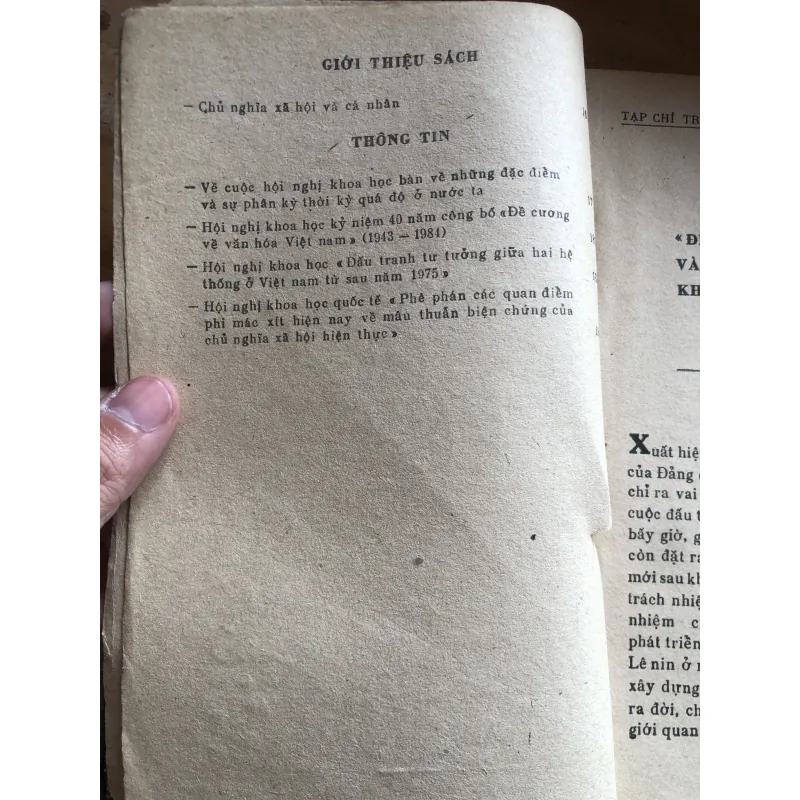 GIỚI THIỆU SÁCH
— Chủ nghĩa xã hội và cá nhân
THÔNG TIN
— Về cuộc hội nghị khoa học bàn về những đặc điểm
và sự phân kỳ thời kỳ quá độ ở nước ta
— Hội nghị khoa học kỷ niệm 40 năm công bố «Đề cương
về văn hóa Việt nam» (1943 — 1984)
— Hội nghị khoa học «Đấu tranh tư tưởng giữa hai hệ
thống ở Việt nam từ sau năm 1975»
— Hội nghị khoa học quốc tế «Phê phán các quan điểm
phi mác xít hiện nay về mâu thuẫn biện chứng của
chủ nghĩa xã hội hiện thực»
TẠP CHÍ TR
«Đ
VÀ
KH
Xuất hiệ
của Đảng
chỉ ra vai
cuộc đấu t
bấy giờ, g
còn đặt ra
mới sau kh
trách nhiệ
nhiệm c
phát triển
Lê nin ở
xây dựng
ra đời, ch
giới quan